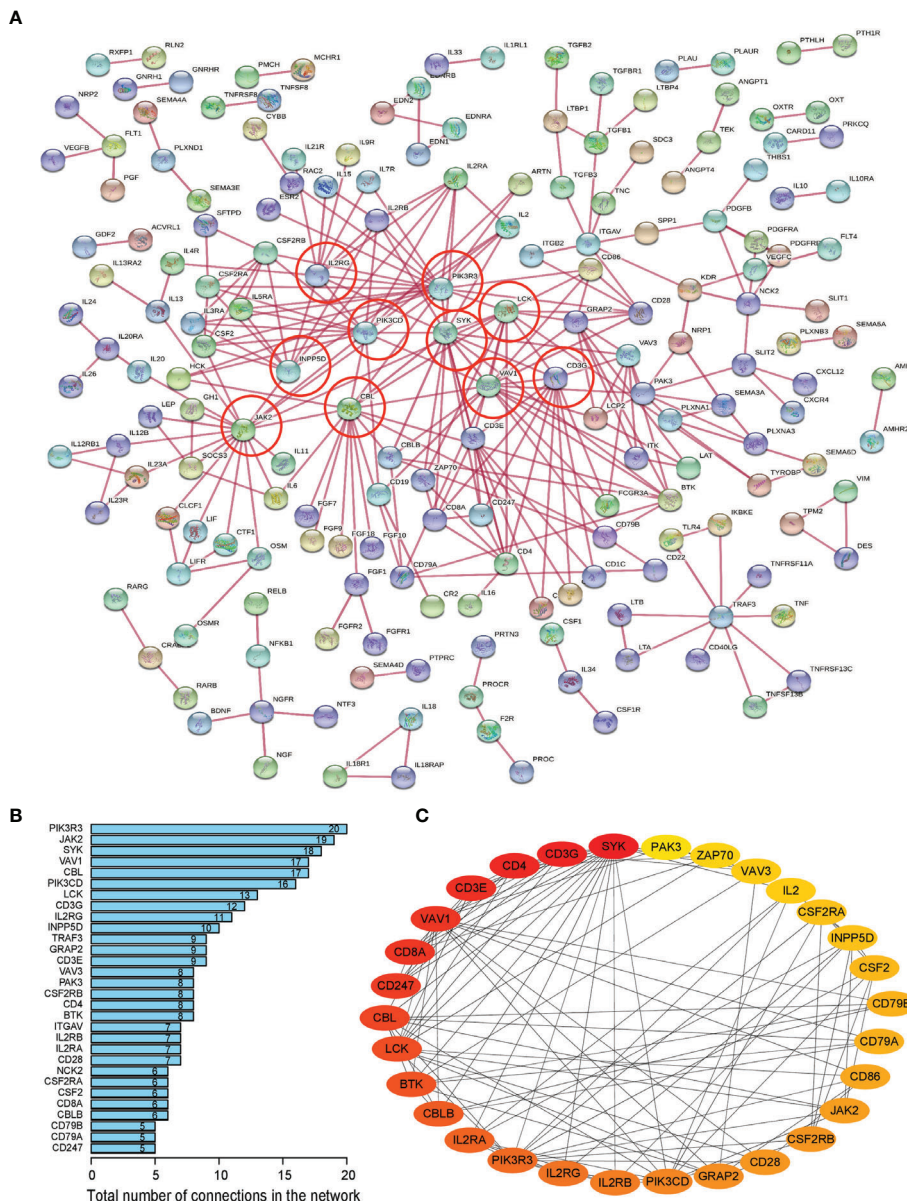 A
RXFP1
RLN2
GNRH1
GNRHR
PMCH
MCHR1
TNFRSF8
TNFSF8
IL33
IL1RL1
EDNRB
EDN2
EDNRA
EDN1
TGFB2
TGFBR1
LTBP4
LTBP1
TGFB1
TGFB3
PLAU
PLAUR
PTHLH
PTH1R
ANGPT1
TEK
ANGPT4
OXTR
OXT
CARD11
PRKCQ
NRP2
SEMA4A
FLT1
VEGFB
PGF
PLXND1
SEMA3E
CYBB
RAC2
ESR2
IL21R
IL15
IL9R
IL7R
IL2RB
IL2RA
ARTN
IL2
SDC3
TNC
ITGAV
ITGB2
SPP1
THBS1
PDGFB
IL10
IL10RA
SFTPD
GDF2
ACVRL1
IL4R
IL13RA2
IL13
CSF2RB
CSF2RA
IL3RA
IL5RA
CSF2
HCK
IL2RG
PIK3R3
PIK3CD
SYK
LCK
INPP5D
VAV1
CD3G
CBL
JAK2
CD86
GRAP2
CD28
VAV3
PAK3
LCP2
KDR
NRP1
PDGFRA
VEGFC
FLT4
NCK2
SLIT1
SLIT2
PLXNB3
SEMA5A
CXCL12
CXCR4
IL24
IL20RA
IL26
IL20
LEP
GH1
IL12B
IL12RB1
IL23A
IL23R
SOCS3
IL11
IL6
CLCF1
LIF
CTF1
LIFR
OSM
OSMR
CBLB
CD19
ZAP70
CD3E
CD8A
CD247
CD4
ITK
LAT
FCGR3A
BTK
PLXNA1
SEMA3A
PLXNA3
SEMA6D
TYROBP
AMHR2
FGF7
FGF9
FGF18
FGF10
FGF1
FGFR2
FGFR1
CD79A
CD79B
CD1C
CD22
CR2
IL16
TLR4
IKBKE
TPM2
VIM
DES
TNFRSF11A
TRAF3
TNF
LTB
LTA
CD40LG
TNFRSF13C
TNFSF13B
CSF1
IL34
CSF1R
RARG
RARB
RELB
NFKB1
NGFR
BDNF
NTF3
NGF
SEMA4D
PTPRC
PRTN3
PROCR
F2R
PROC
IL18
IL18R1
IL18RAP
B
PIK3R3 20
JAK2 19
SYK 18
VAV1 17
CBL 17
PIK3CD 16
LCK 13
CD3G 12
IL2RG 11
INPP5D 10
TRAF3 9
GRAP2 9
CD3E 9
VAV3 8
PAK3 8
CSF2RB 8
CD4 8
BTK 8
ITGAV 7
IL2RB 7
IL2RA 7
CD28 7
NCK2 6
CSF2RA 6
CSF2 6
CD8A 6
CBLB 6
CD79B 5
CD79A 5
CD247 5
0 5 10 15 20
Total number of connections in the network
C
SYK
PAK3
ZAP70
VAV3
IL2
CSF2RA
INPP5D
CSF2
CD79B
CD79A
CD86
JAK2
CSF2RB
CD28
GRAP2
PIK3CD
IL2RB
IL2RG
PIK3R3
IL2RA
CBLB
BTK
LCK
CBL
CD247
CD8A
VAV1
CD3E
CD4
CD3G